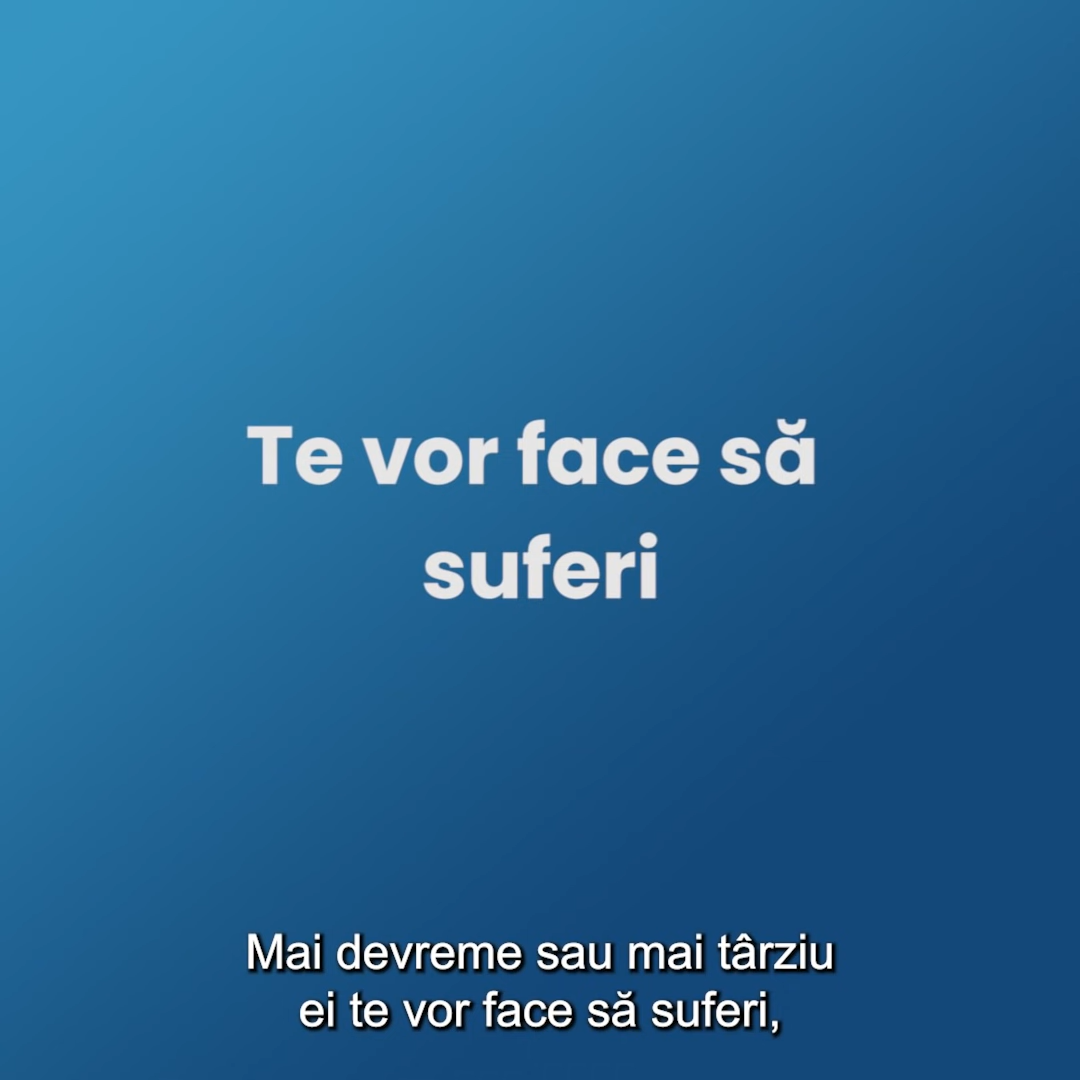 Te vor face să
suferi
Mai devreme sau mai târziu
ei te vor face să suferi,